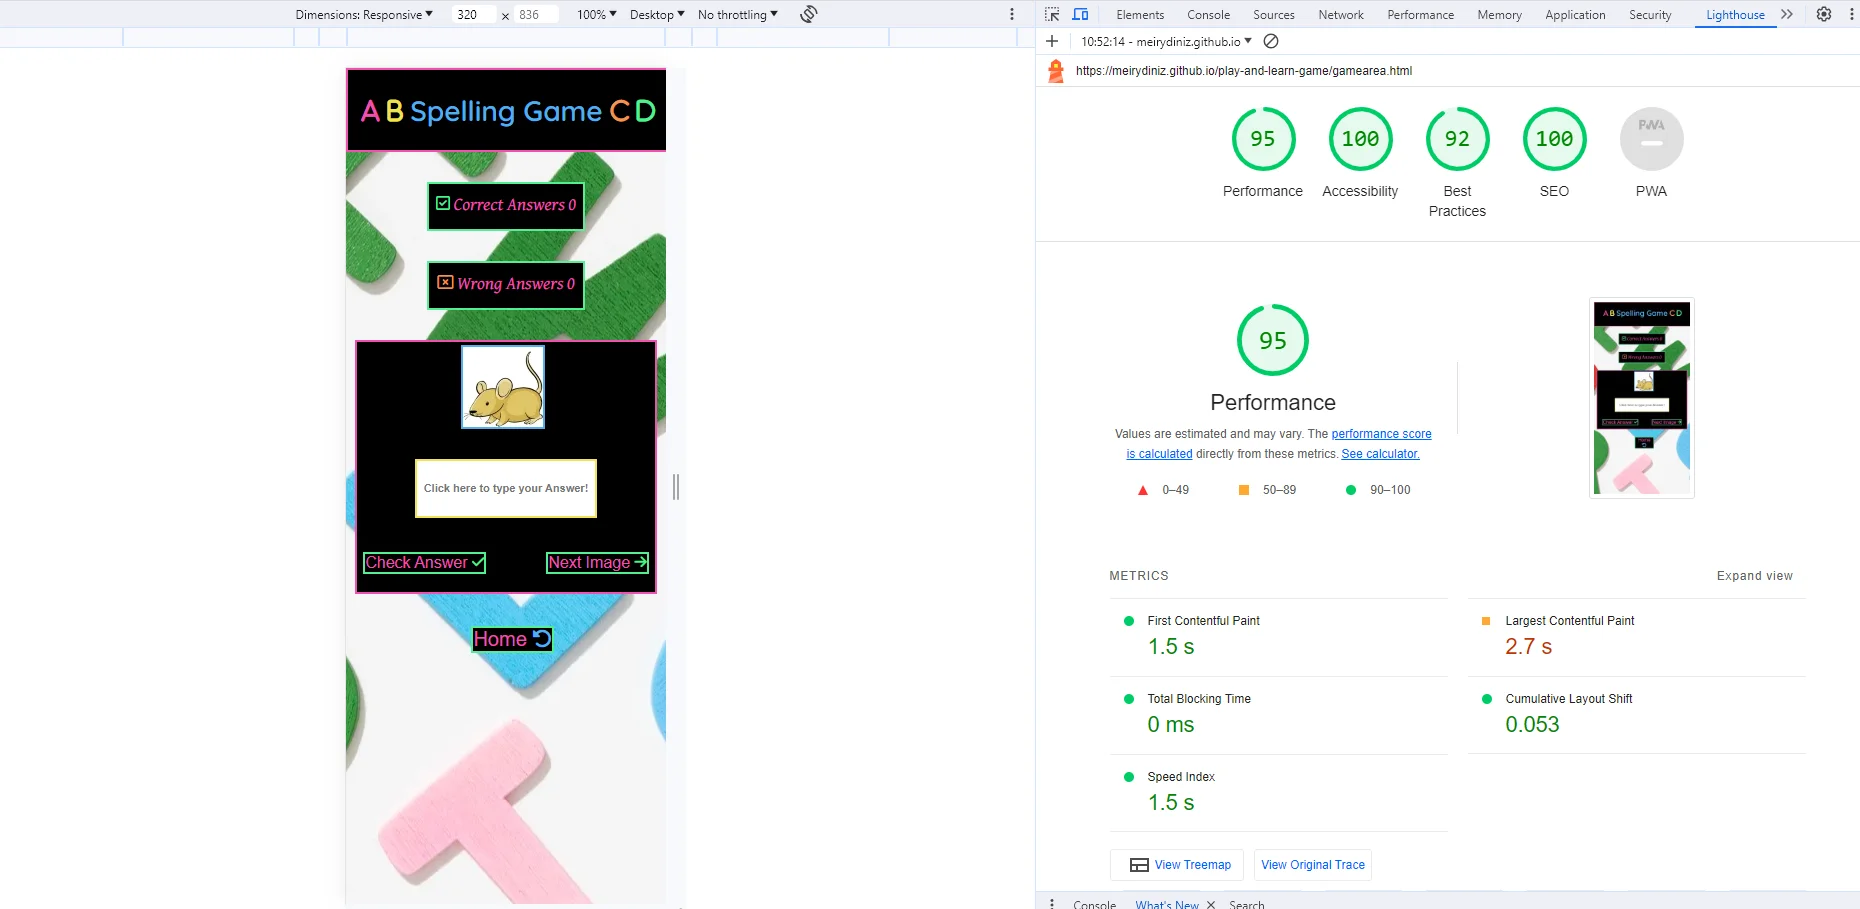 Dimensions: Responsive 320 x 836 100% Desktop No throttling
Elements Console Sources Network Performance Memory Application Security Lighthouse
10:52:14 - meirydiniz.github.io
https://meirydiniz.github.io/play-and-learn-game/gamearea.html
A B Spelling Game C D
Correct Answers 0
Wrong Answers 0
Click here to type your Answer!
Check Answer
Next Image
Home
95 100 92 100 PWA
Performance Accessibility Best Practices SEO PWA
95
Performance
Values are estimated and may vary. The performance score
is calculated directly from these metrics. See calculator.
0–49 50–89 90–100
A B Spelling Game C D
METRICS Expand view
First Contentful Paint
1.5 s
Largest Contentful Paint
2.7 s
Total Blocking Time
0 ms
Cumulative Layout Shift
0.053
Speed Index
1.5 s
View Treemap View Original Trace
Console What's New Search